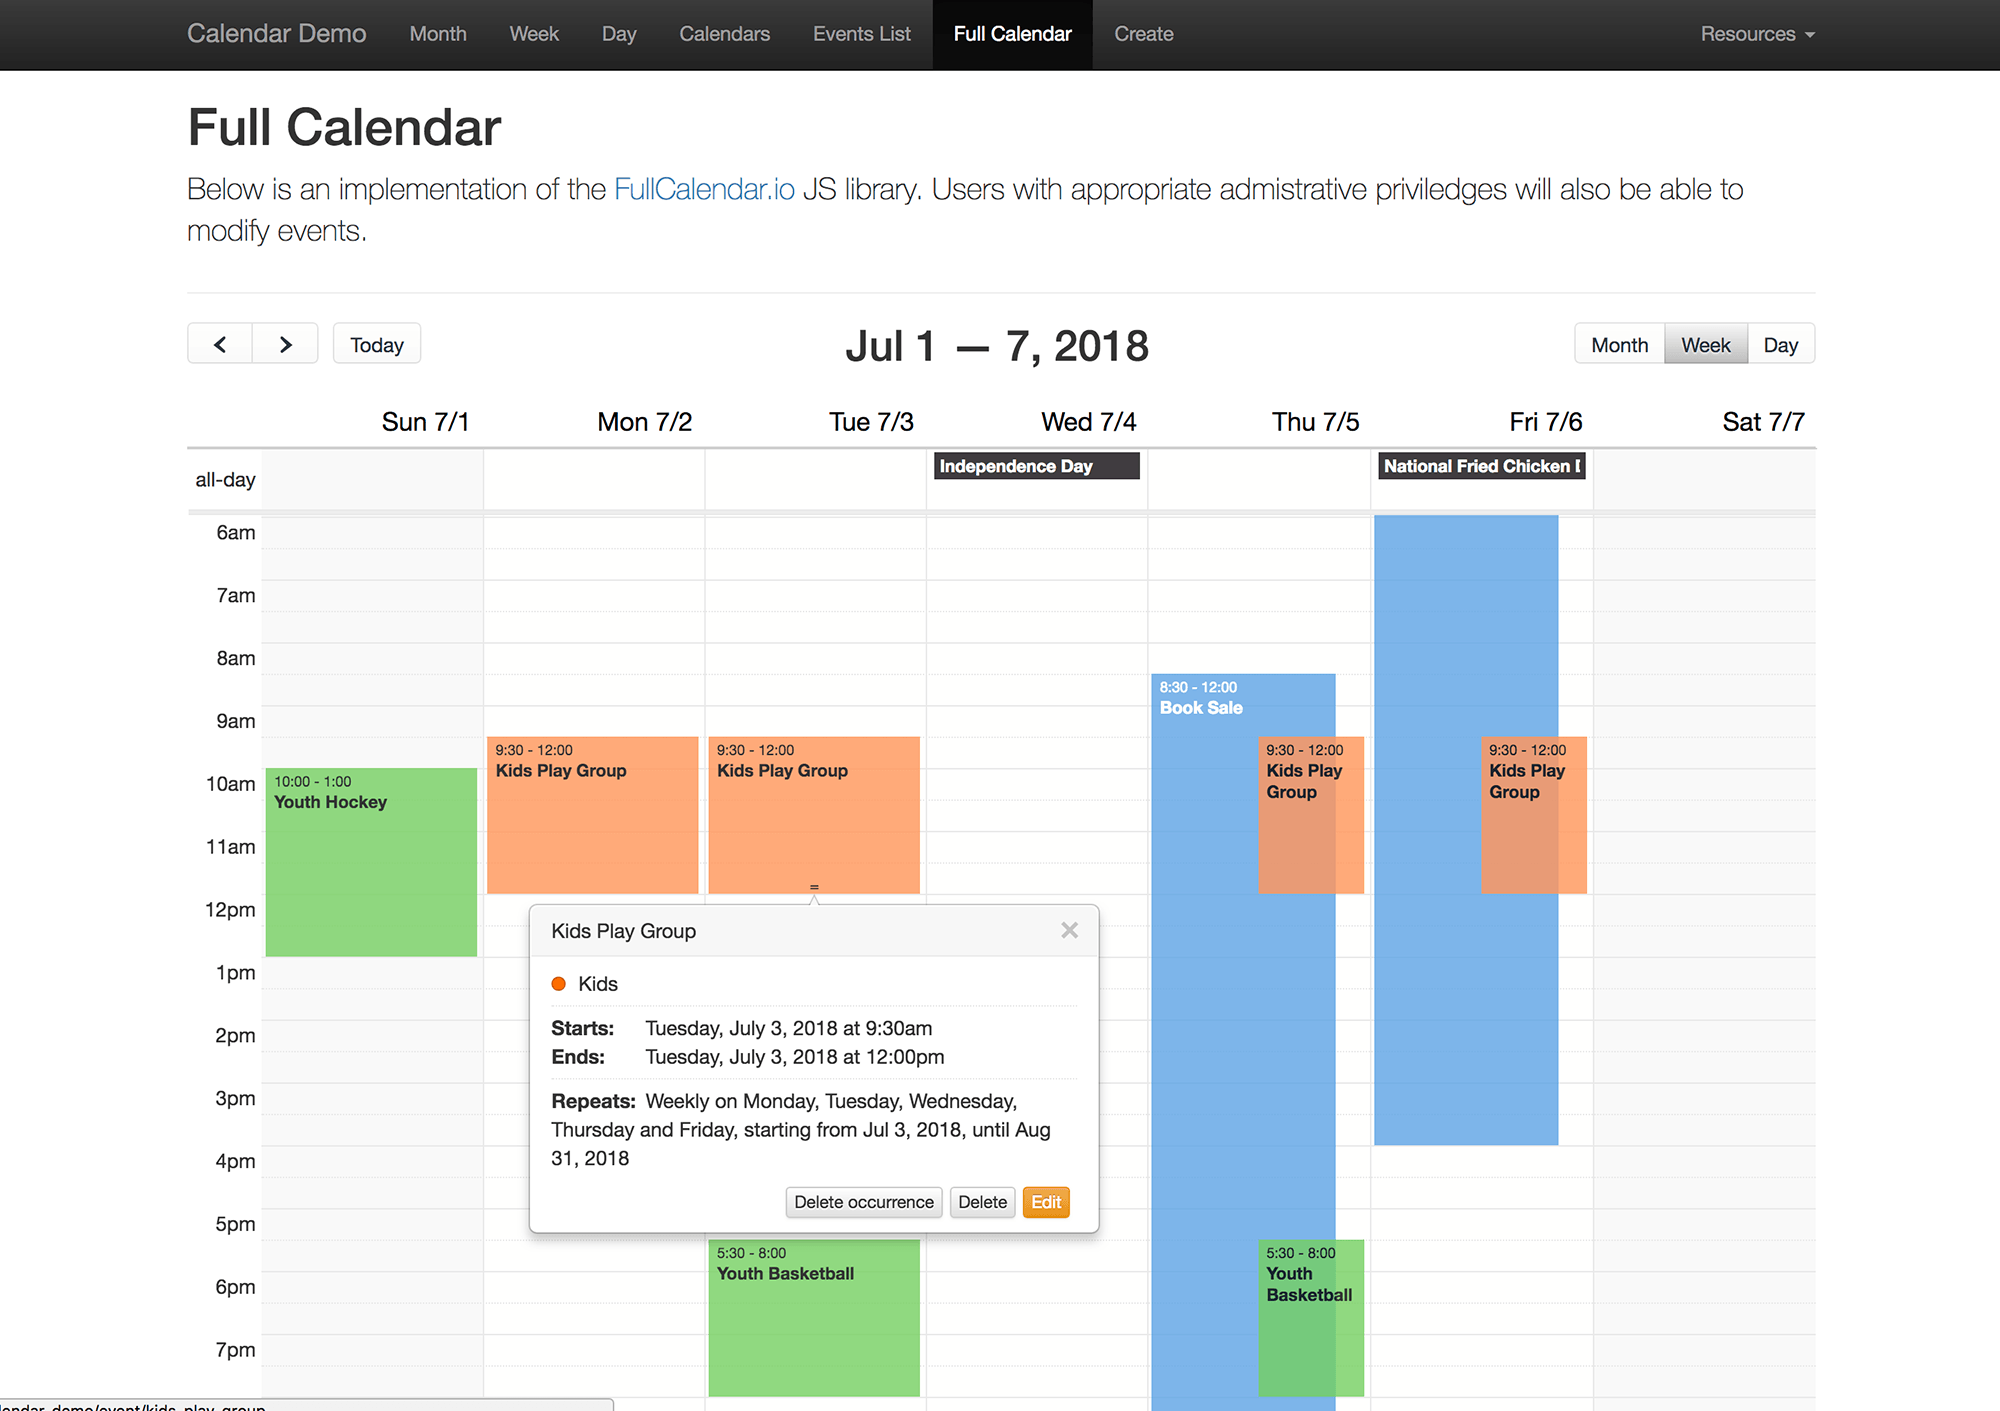 Calendar Demo Month Week Day Calendars Events List Full Calendar Create Resources
Full Calendar
Below is an implementation of the FullCalendar.io JS library. Users with appropriate admistrative priviledges will also be able to
modify events.
Today
Jul 1 — 7, 2018
Month Week Day
Sun 7/1 Mon 7/2 Tue 7/3 Wed 7/4 Thu 7/5 Fri 7/6 Sat 7/7
all-day
Independence Day
National Fried Chicken
6am
7am
8am
9am
10am
11am
12pm
1pm
2pm
3pm
4pm
5pm
6pm
7pm
10:00 - 1:00
Youth Hockey
9:30 - 12:00
Kids Play Group
9:30 - 12:00
Kids Play Group
=
8:30 - 12:00
Book Sale
9:30 - 12:00
Kids Play
Group
9:30 - 12:00
Kids Play
Group
Kids Play Group ×
Kids
Starts: Tuesday, July 3, 2018 at 9:30am
Ends: Tuesday, July 3, 2018 at 12:00pm
Repeats: Weekly on Monday, Tuesday, Wednesday,
Thursday and Friday, starting from Jul 3, 2018, until Aug
31, 2018
Delete occurrence Delete Edit
5:30 - 8:00
Youth Basketball
5:30 - 8:00
Youth
Basketball